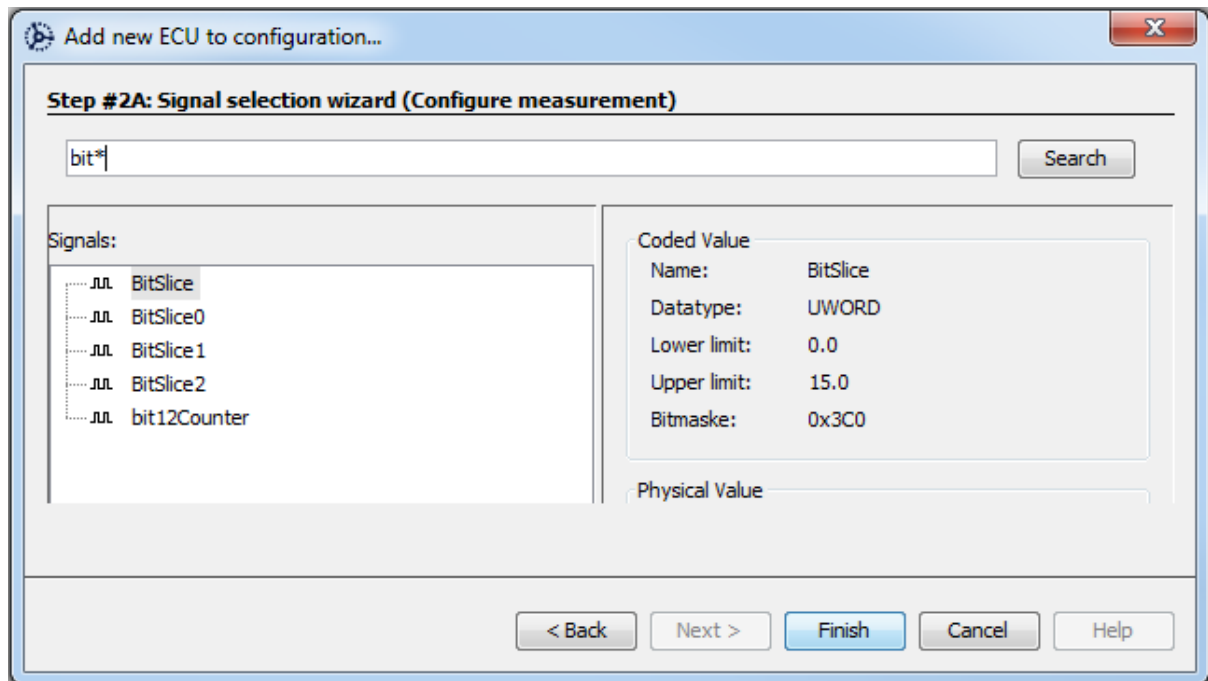 Add new ECU to configuration...
Step #2A: Signal selection wizard (Configure measurement)
bit*
Search
Signals:
BitSlice
BitSlice0
BitSlice1
BitSlice2
bit12Counter
Coded Value
Name: BitSlice
Datatype: UWORD
Lower limit: 0.0
Upper limit: 15.0
Bitmaske: 0x3C0
Physical Value
< Back Next > Finish Cancel Help